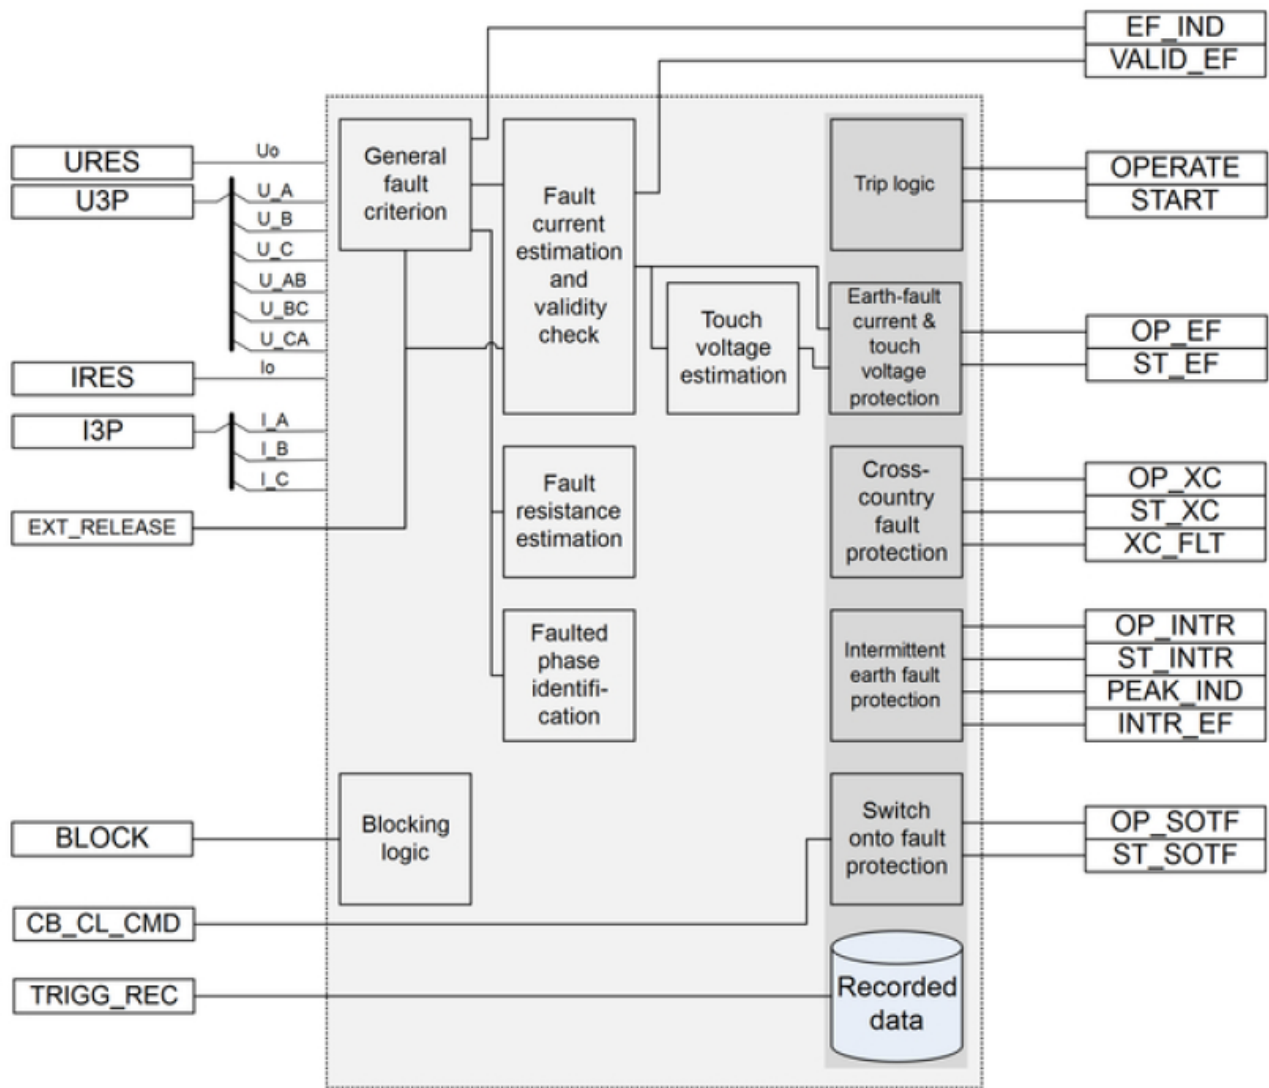 EF_IND
VALID_EF
URES
U3P
IRES
I3P
EXT_RELEASE
BLOCK
CB_CL_CMD
TRIGG_REC
Uo
U_A
U_B
U_C
U_AB
U_BC
U_CA
Io
I_A
I_B
I_C
General
fault
criterion
Fault
current
estimation
and
validity
check
Touch
voltage
estimation
Fault
resistance
estimation
Faulted
phase
identifi-
cation
Blocking
logic
Trip logic
Earth-fault
current &
touch
voltage
protection
Cross-
country
fault
protection
Intermittent
earth fault
protection
Switch
onto fault
protection
Recorded
data
OPERATE
START
OP_EF
ST_EF
OP_XC
ST_XC
XC_FLT
OP_INTR
ST_INTR
PEAK_IND
INTR_EF
OP_SOTF
ST_SOTF